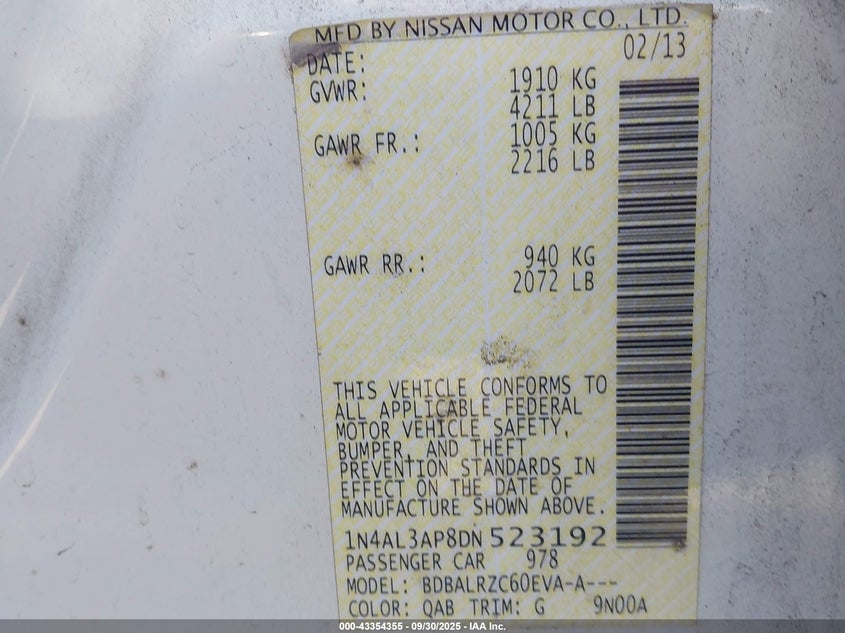 MFD BY NISSAN MOTOR CO., LTD.
DATE: 02/13
GVWR: 1910 KG
4211 LB
GAWR FR.: 1005 KG
2216 LB
GAWR RR.: 940 KG
2072 LB
THIS VEHICLE CONFORMS TO
ALL APPLICABLE FEDERAL
MOTOR VEHICLE SAFETY,
BUMPER, AND THEFT
PREVENTION STANDARDS IN
EFFECT ON THE DATE OF
MANUFACTURE SHOWN ABOVE.
1N4AL3AP8DN 523192
PASSENGER CAR 978
MODEL: BDBALRZC60EVA-A---
COLOR: QAB TRIM: G 9N00A
000-43354355 - 09/30/2025 - IAA Inc.